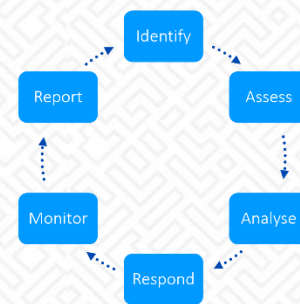 Identify
Assess
Analyse
Respond
Monitor
Report